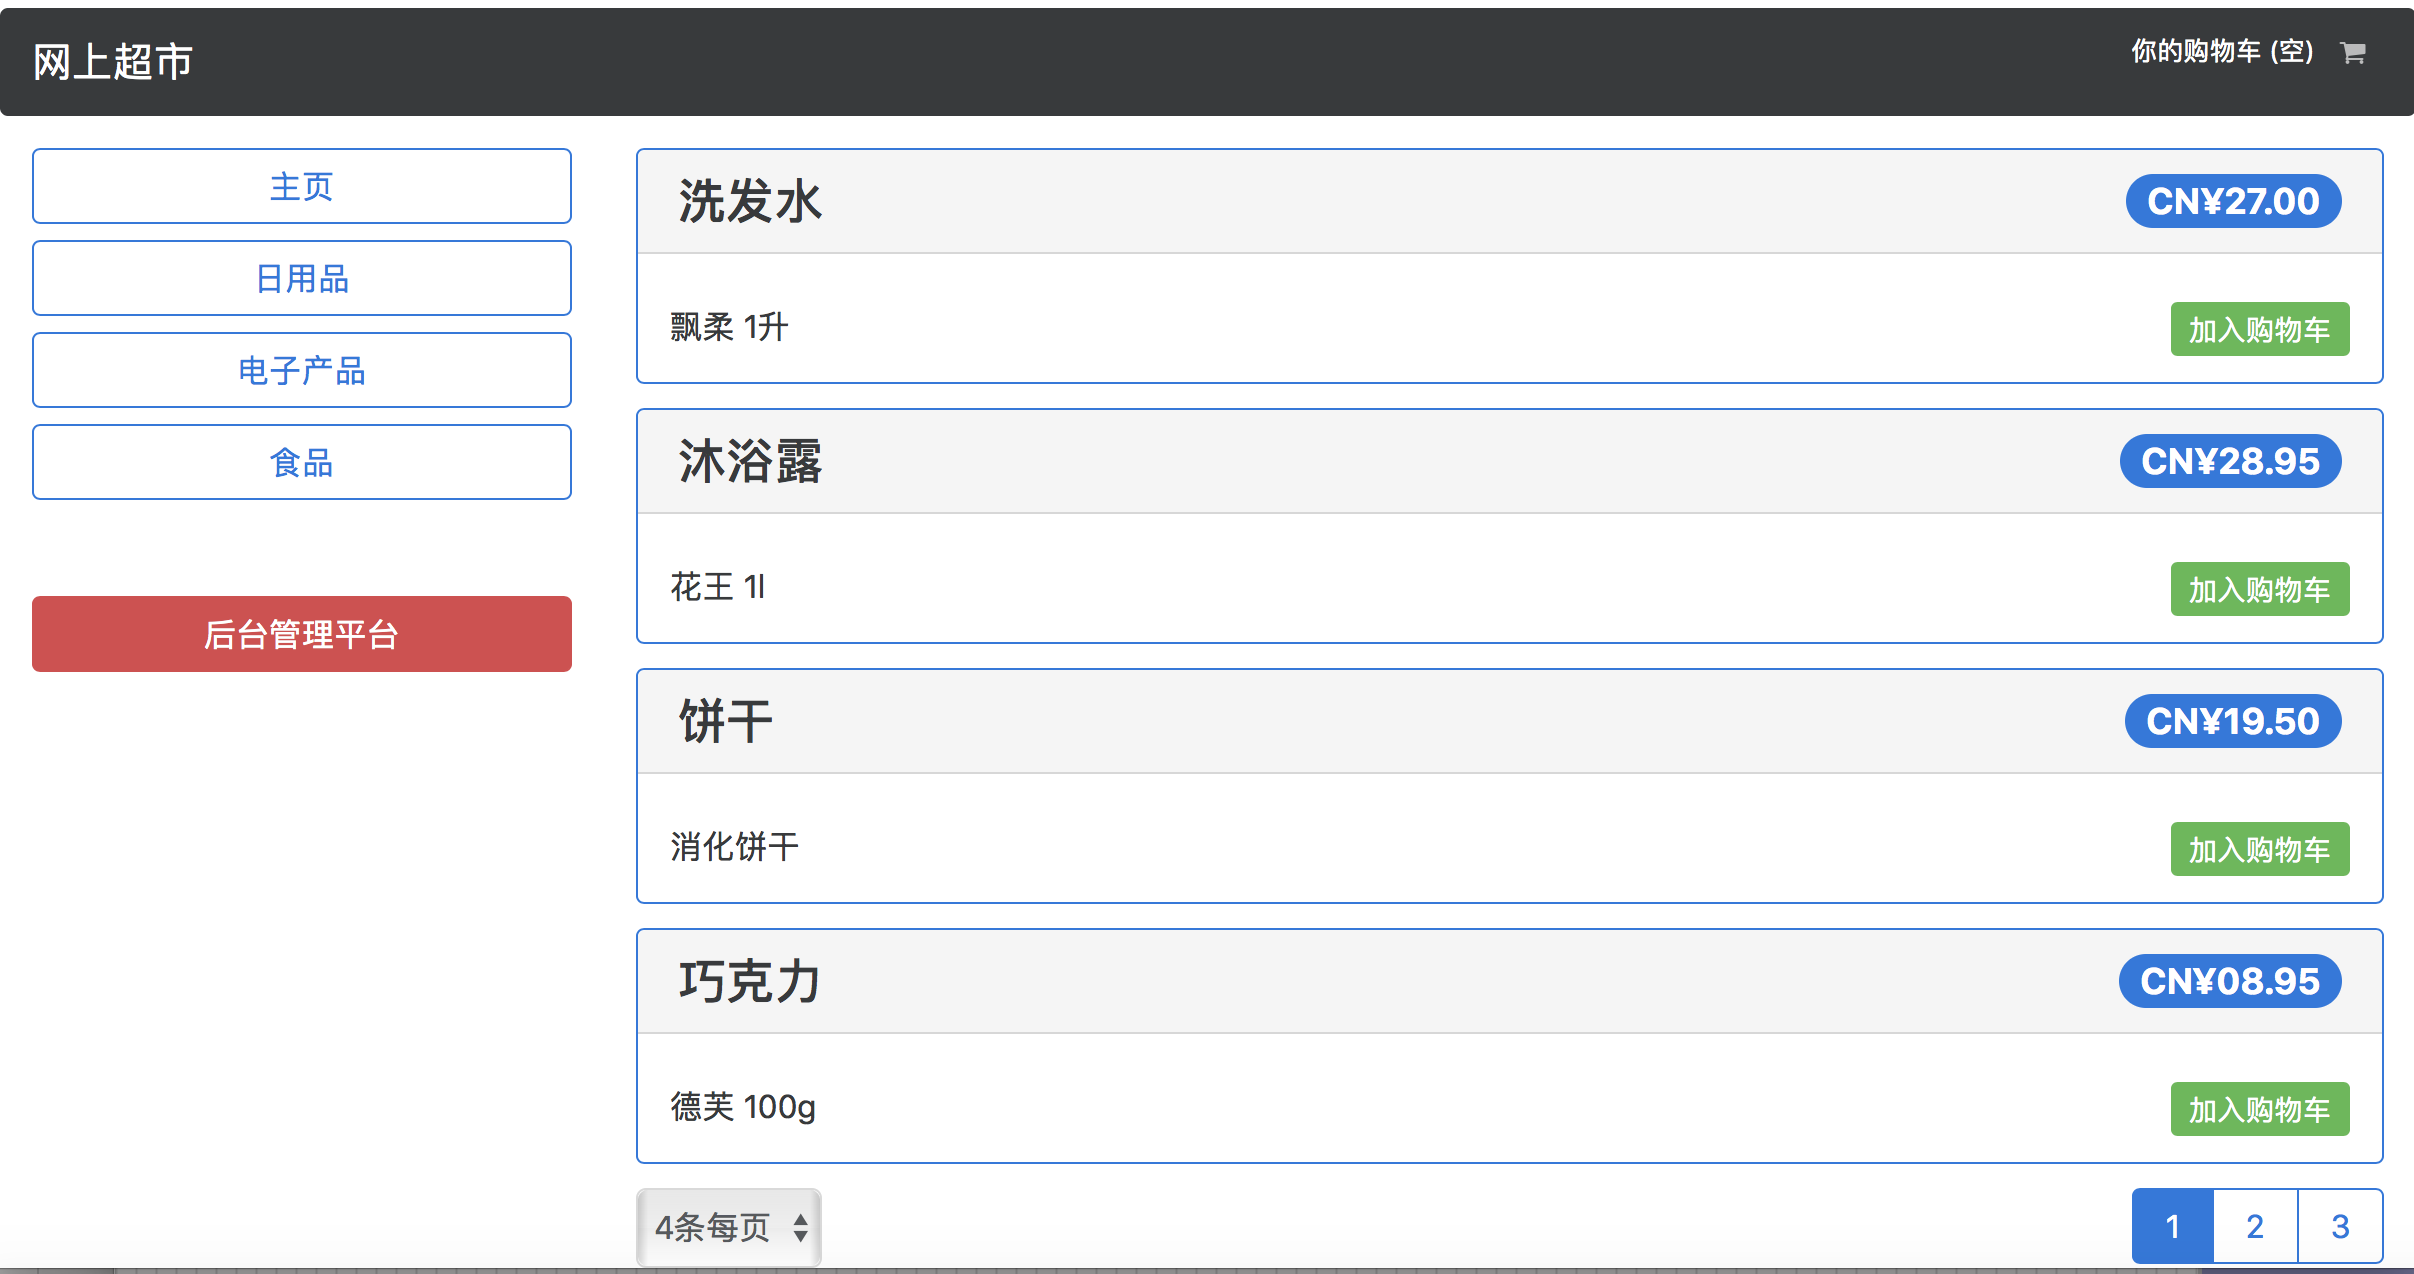 网上超市
你的购物车 (空)
主页
日用品
电子产品
食品
后台管理平台
洗发水
CN¥27.00
飘柔 1升
加入购物车
沐浴露
CN¥28.95
花王 1l
加入购物车
饼干
CN¥19.50
消化饼干
加入购物车
巧克力
CN¥08.95
德芙 100g
加入购物车
4条每页
1 2 3